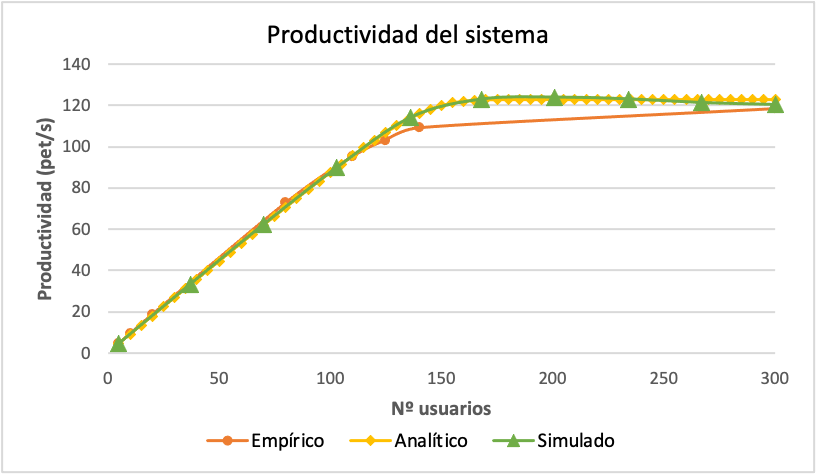 Productividad del sistema
Productividad (pet/s)
140
120
100
80
60
40
20
0
0 50 100 150 200 250 300
Nº usuarios
Empírico Analítico Simulado